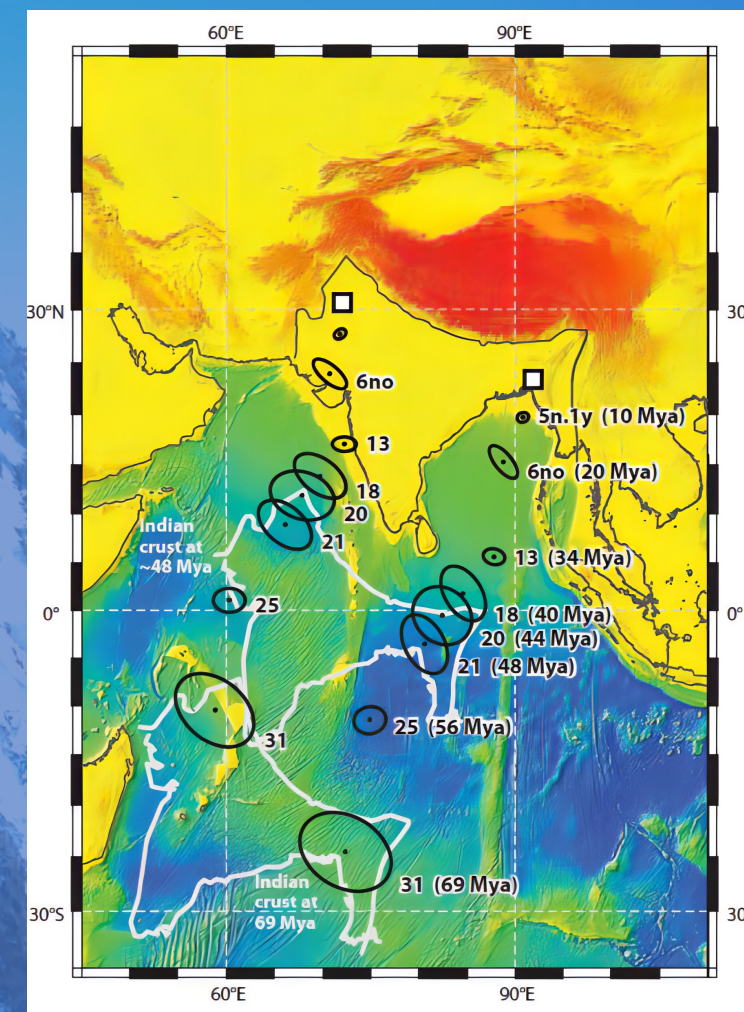 60ºE 90ºE
30ºN 30
6no
5n.1y (10 Mya)
13
6no (20 Mya)
18
20
Indian
crust at
~48 Mya
21
13 (34 Mya)
25
0º 0º
18 (40 Mya)
20 (44 Mya)
21 (48 Mya)
25 (56 Mya)
31
31 (69 Mya)
Indian
crust at
69 Mya
30ºS 30
60ºE 90ºE